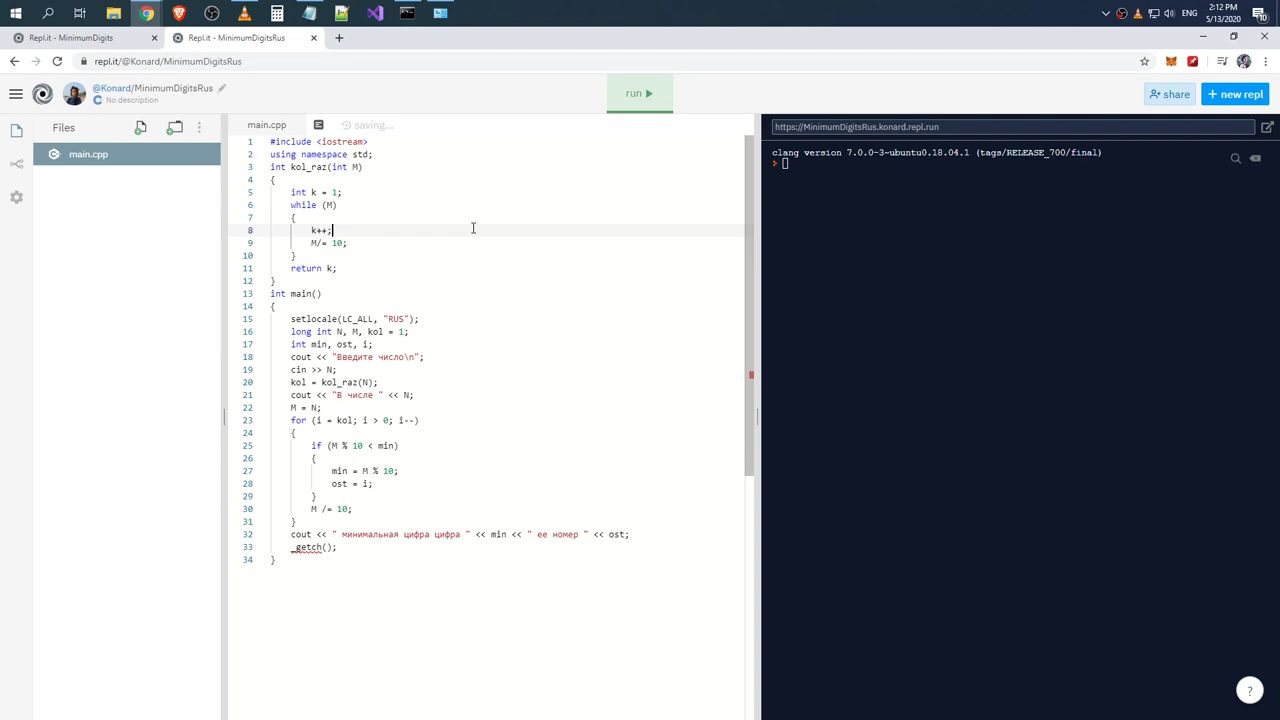 2:12 PM
ENG
5/13/2020
10
Repl.it - MinimumDigits
Repl.it - MinimumDigitsRus
repl.it/@Konard/MinimumDigitsRus
@Konard/MinimumDigitsRus
No description
run
share
+ new repl
Files
main.cpp
main.cpp
saving...
1 #include <iostream>
2 using namespace std;
3 int kol_raz(int M)
4 {
5 int k = 1;
6 while (M)
7 {
8 k++;
9 M/= 10;
10 }
11 return k;
12 }
13 int main()
14 {
15 setlocale(LC_ALL, "RUS");
16 long int N, M, kol = 1;
17 int min, ost, i;
18 cout << "Введите число\n";
19 cin >> N;
20 kol = kol_raz(N);
21 cout << "В числе " << N;
22 M = N;
23 for (i = kol; i > 0; i--)
24 {
25 if (M % 10 < min)
26 {
27 min = M % 10;
28 ost = i;
29 }
30 M /= 10;
31 }
32 cout << " минимальная цифра цифра " << min << " ее номер " << ost;
33 _getch();
34 }
https://MinimumDigitsRus.konard.repl.run
clang version 7.0.0-3~ubuntu0.18.04.1 (tags/RELEASE_700/final)
>
?